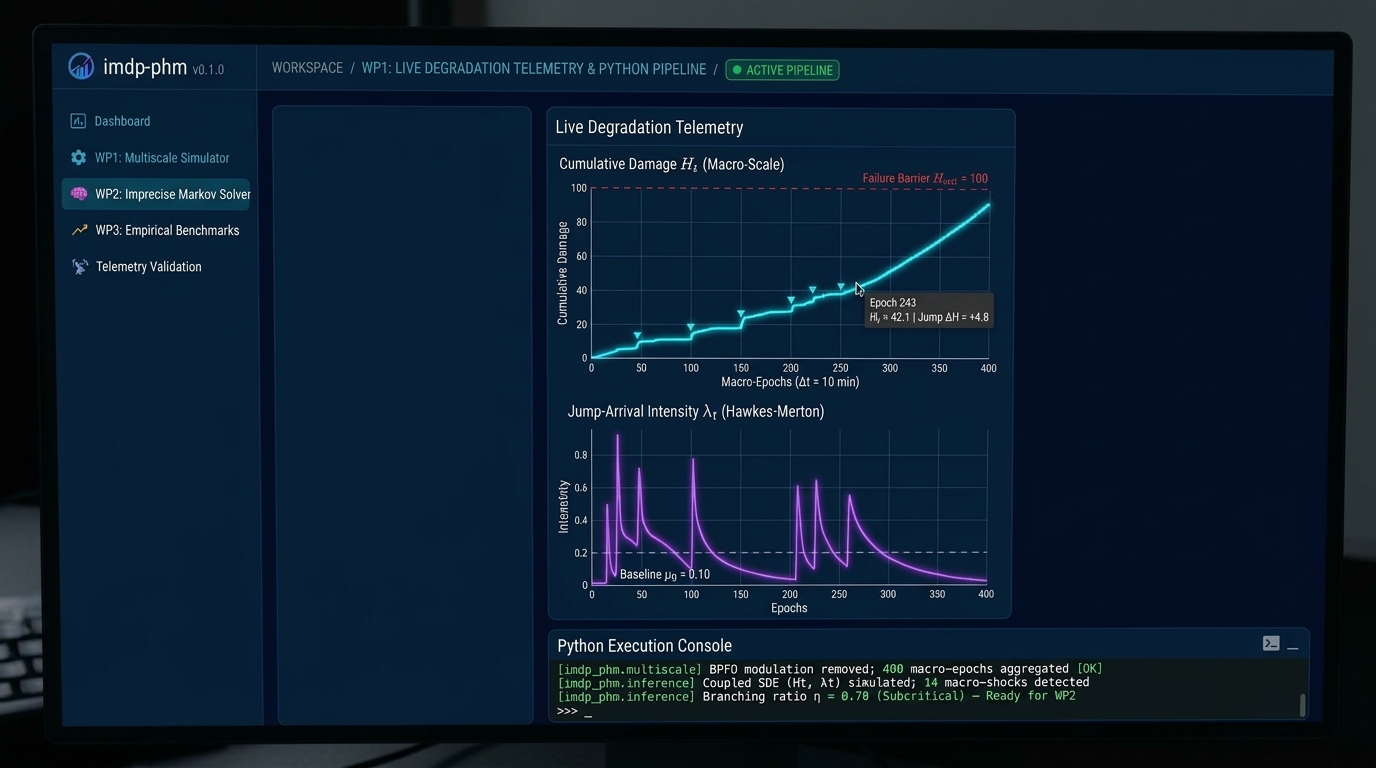 imdp-phm v0.1.0
WORKSPACE / WP1: LIVE DEGRADATION TELEMETRY & PYTHON PIPELINE / ACTIVE PIPELINE
Dashboard
WP1: Multiscale Simulator
WP2: Imprecise Markov Solver
WP3: Empirical Benchmarks
Telemetry Validation
Live Degradation Telemetry
Cumulative Damage Hₜ (Macro-Scale)
Failure Barrier = 100
100
80
60
40
20
0
Cumulative Damage
Epoch 243
= 42.1 | Jump ΔH = +4.8
0 50 100 150 200 250 300 350 400
Macro-Epochs (Δt = 10 min)
Jump-Arrival Intensity λₜ (Hawkes-Merton)
0.8
0.6
0.4
0.2
0
Baseline μ₀ = 0.10
0 50 100 150 200 250 300 350 400
Epochs
Python Execution Console
[imdp_phm.multiscale] BPFO modulation removed; 400 macro-epochs aggregated [OK]
[imdp_phm.inference] Coupled SDE (Ht, λt) simulated; 14 macro-shocks detected
[imdp_phm.inference] Branching ratio η = 0.70 (Subcritical) — Ready for WP2
>>> _